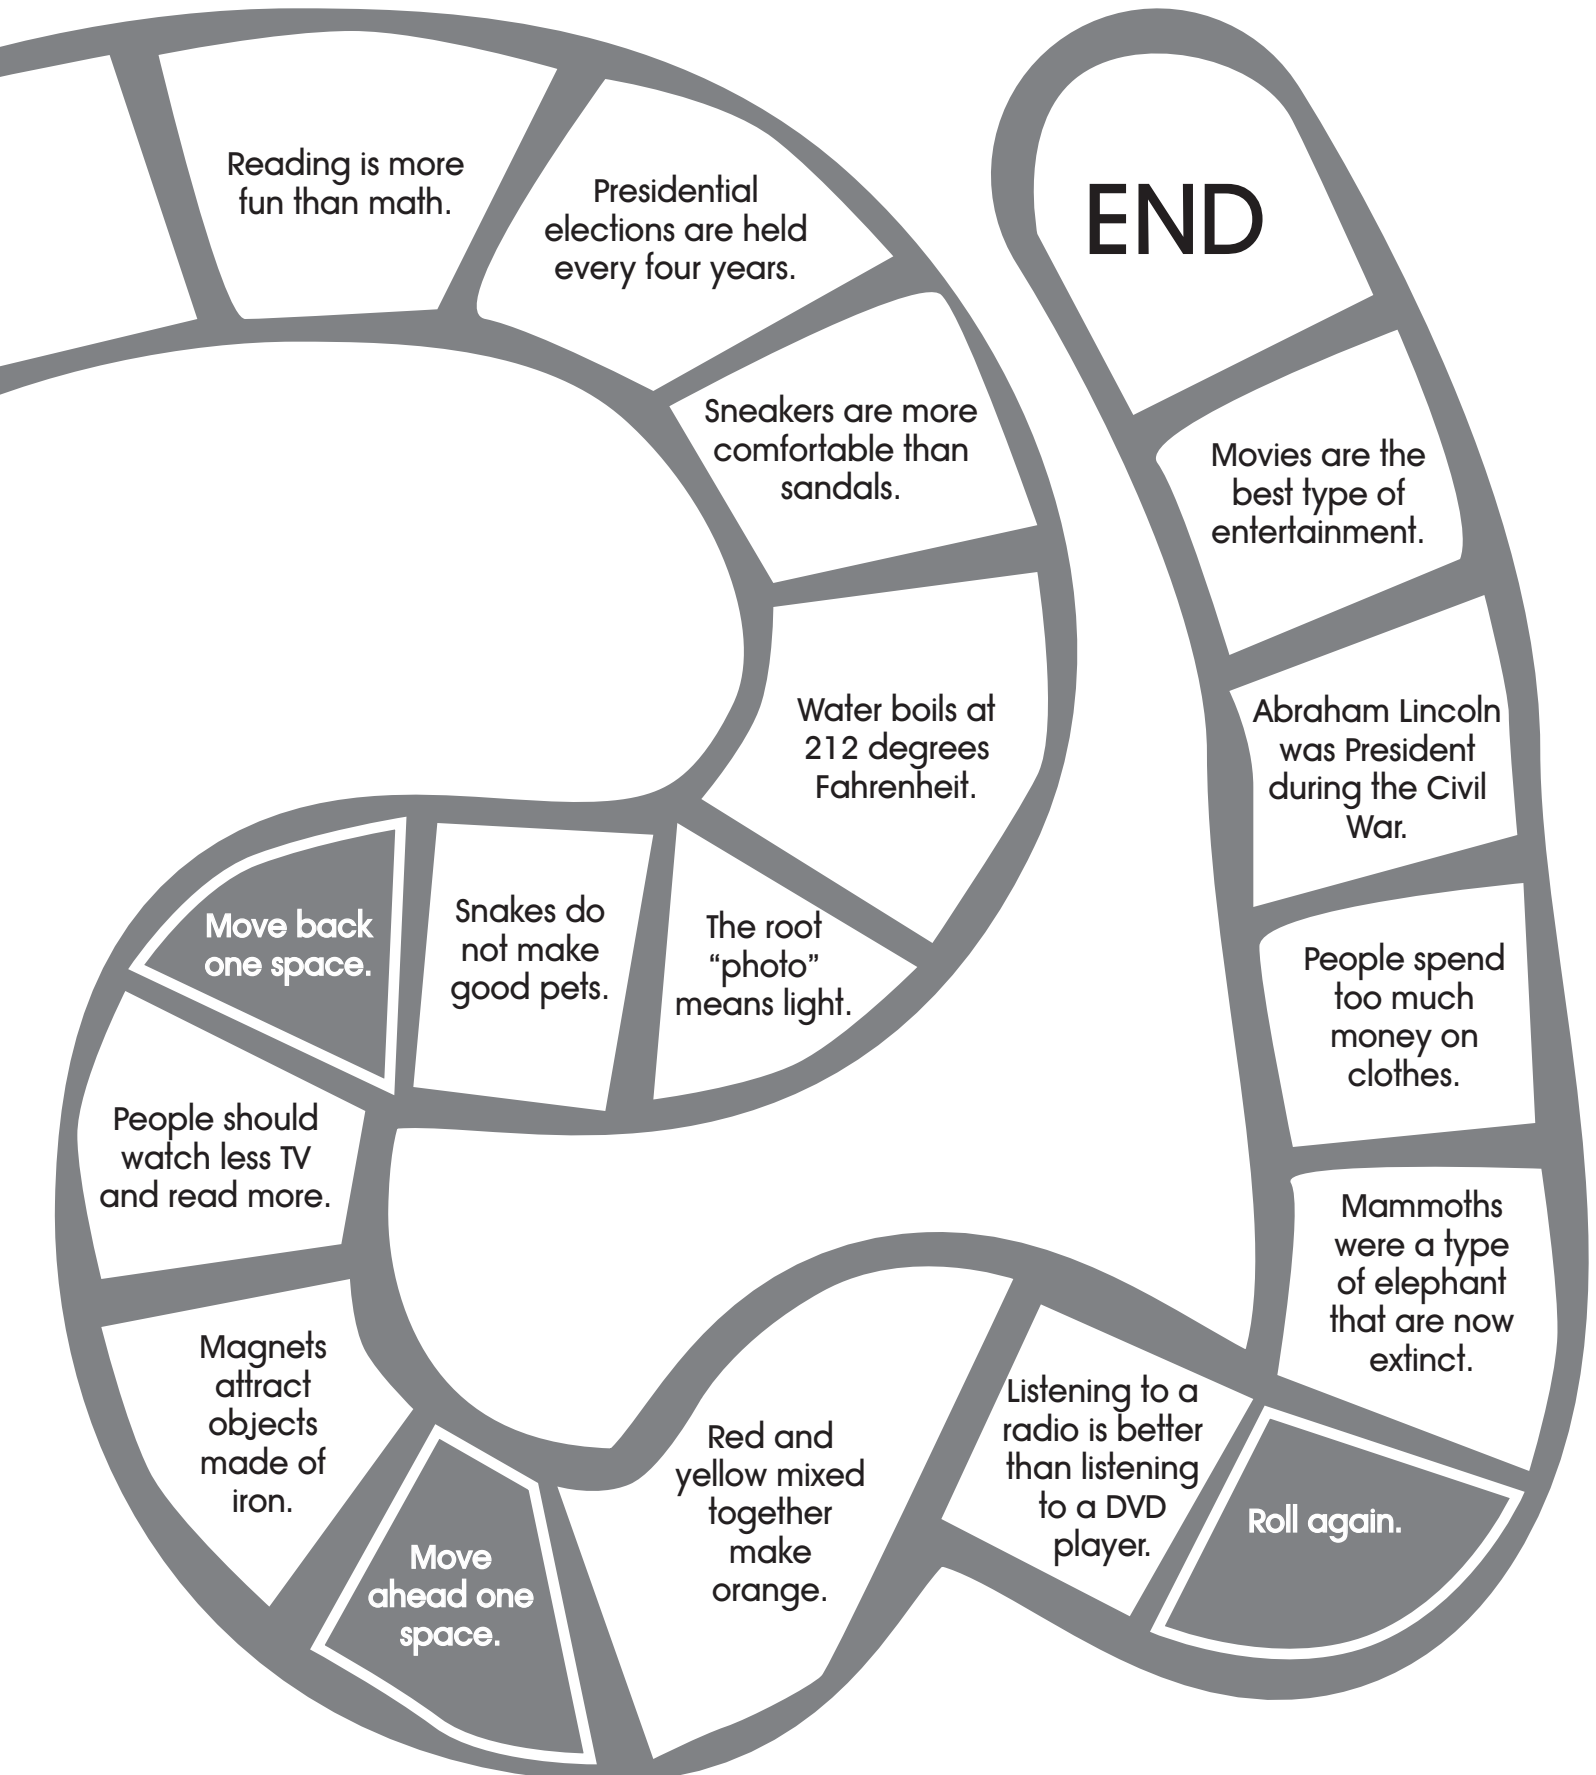 Reading is more
fun than math.
Presidential
elections are held
every four years.
Sneakers are more
comfortable than
sandals.
Water boils at
212 degrees
Fahrenheit.
The root
“photo”
means light.
Snakes do
not make
good pets.
Move back
one space.
People should
watch less TV
and read more.
Magnets
attract
objects
made of
iron.
Move
ahead one
space.
Red and
yellow mixed
together
make
orange.
Listening to a
radio is better
than listening
to a DVD
player.
Roll again.
Mammoths
were a type
of elephant
that are now
extinct.
People spend
too much
money on
clothes.
Abraham Lincoln
was President
during the Civil
War.
Movies are the
best type of
entertainment.
END